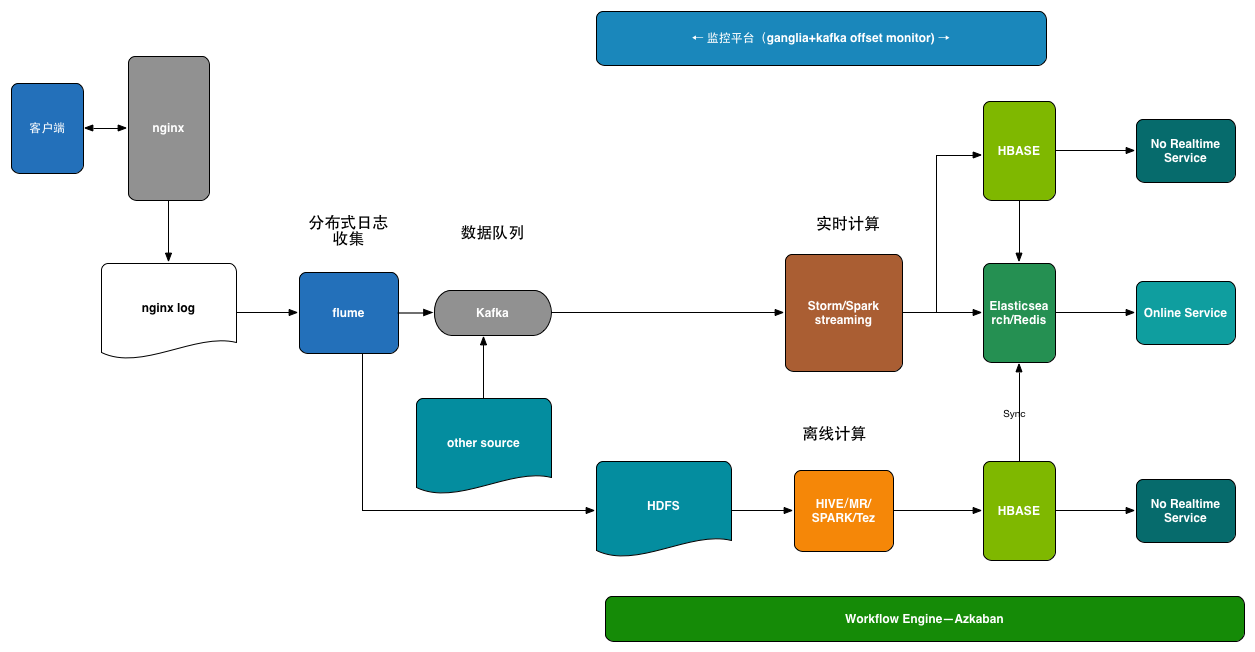 ← 监控平台（ganglia+kafka offset monitor) →
客户端
nginx
HBASE
No Realtime
Service
分布式日志
收集
数据队列
实时计算
nginx log
flume
Kafka
Storm/Spark
streaming
Elasticsea
rch/Redis
Online Service
Sync
other source
离线计算
HDFS
HIVE/MR/
SPARK/Tez
HBASE
No Realtime
Service
Workflow Engine—Azkaban